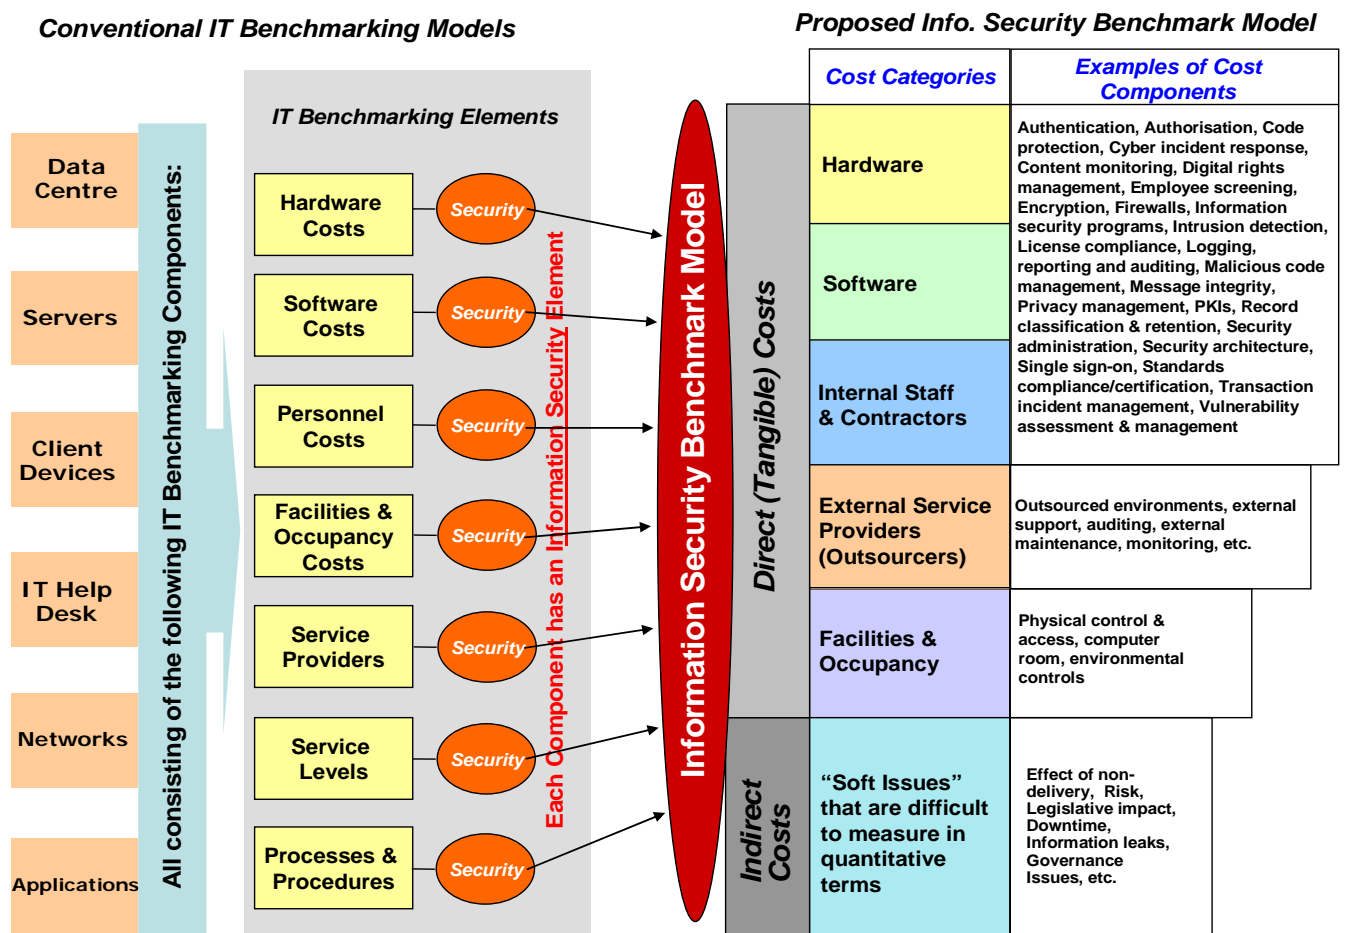 Conventional IT Benchmarking Models
Proposed Info. Security Benchmark Model
Data
Centre
Servers
Client
Devices
IT Help
Desk
Networks
Applications
All consisting of the following IT Benchmarking Components:
IT Benchmarking Elements
Hardware
Costs
Security
Software
Costs
Security
Personnel
Costs
Security
Facilities &
Occupancy
Costs
Security
Service
Providers
Security
Service
Levels
Security
Processes &
Procedures
Security
Each Component has an Information Security Element
Information Security Benchmark Model
Direct (Tangible) Costs
Indirect
Costs
Cost Categories
Examples of Cost
Components
Hardware
Software
Internal Staff
& Contractors
Authentication, Authorisation, Code
protection, Cyber incident response,
Content monitoring, Digital rights
management, Employee screening,
Encryption, Firewalls, Information
security programs, Intrusion detection,
License compliance, Logging,
reporting and auditing, Malicious code
management, Message integrity,
Privacy management, PKIs, Record
classification & retention, Security
administration, Security architecture,
Single sign-on, Standards
compliance/certification, Transaction
incident management, Vulnerability
assessment & management
External Service
Providers
(Outsourcers)
Outsourced environments, external
support, auditing, external
maintenance, monitoring, etc.
Facilities &
Occupancy
Physical control &
access, computer
room, environmental
controls
“Soft Issues”
that are difficult
to measure in
quantitative
terms
Effect of non-
delivery, Risk,
Legislative impact,
Downtime,
Information leaks,
Governance
Issues, etc.